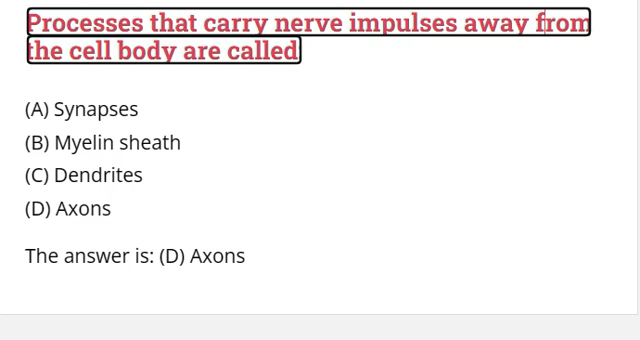 Processes that carry nerve impulses away from
the cell body are called
(A) Synapses
(B) Myelin sheath
(C) Dendrites
(D) Axons
The answer is: (D) Axons